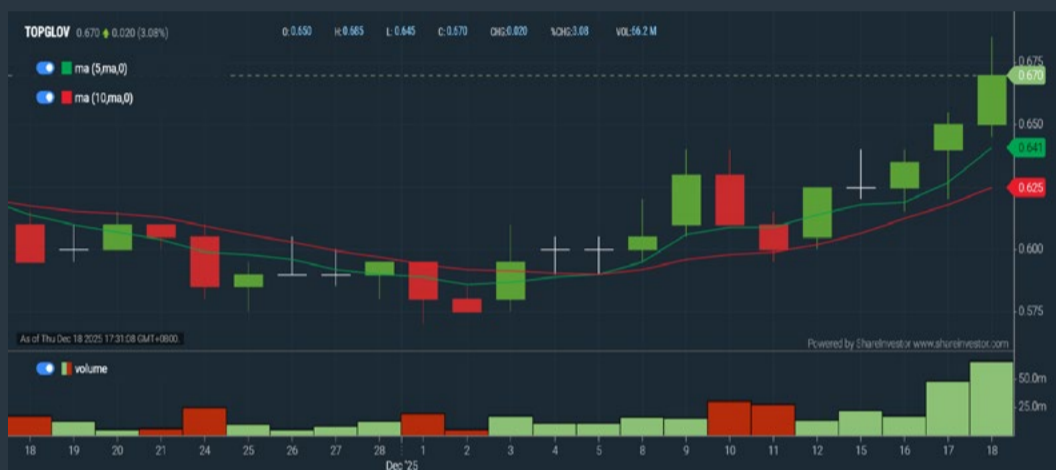 TOPGLOV 0.670 0.020 (3.08%) O: 0.650 H: 0.685 L: 0.645 C: 0.670 CHG:0.020 %CHG:3.08 VOL:66.2 M
ma (5,ma,0)
ma (10,ma,0)
0.675
0.670
0.650
0.641
0.625
0.600
0.575
As of Thu Dec 18 2025 17:31:08 GMT+0800.
Powered by ShareInvestor www.shareinvestor.com
volume
50.0m
25.0m
18 19 20 21 24 25 26 27 28 1 2 3 4 5 8 9 10 11 12 15 16 17 18
Dec '25